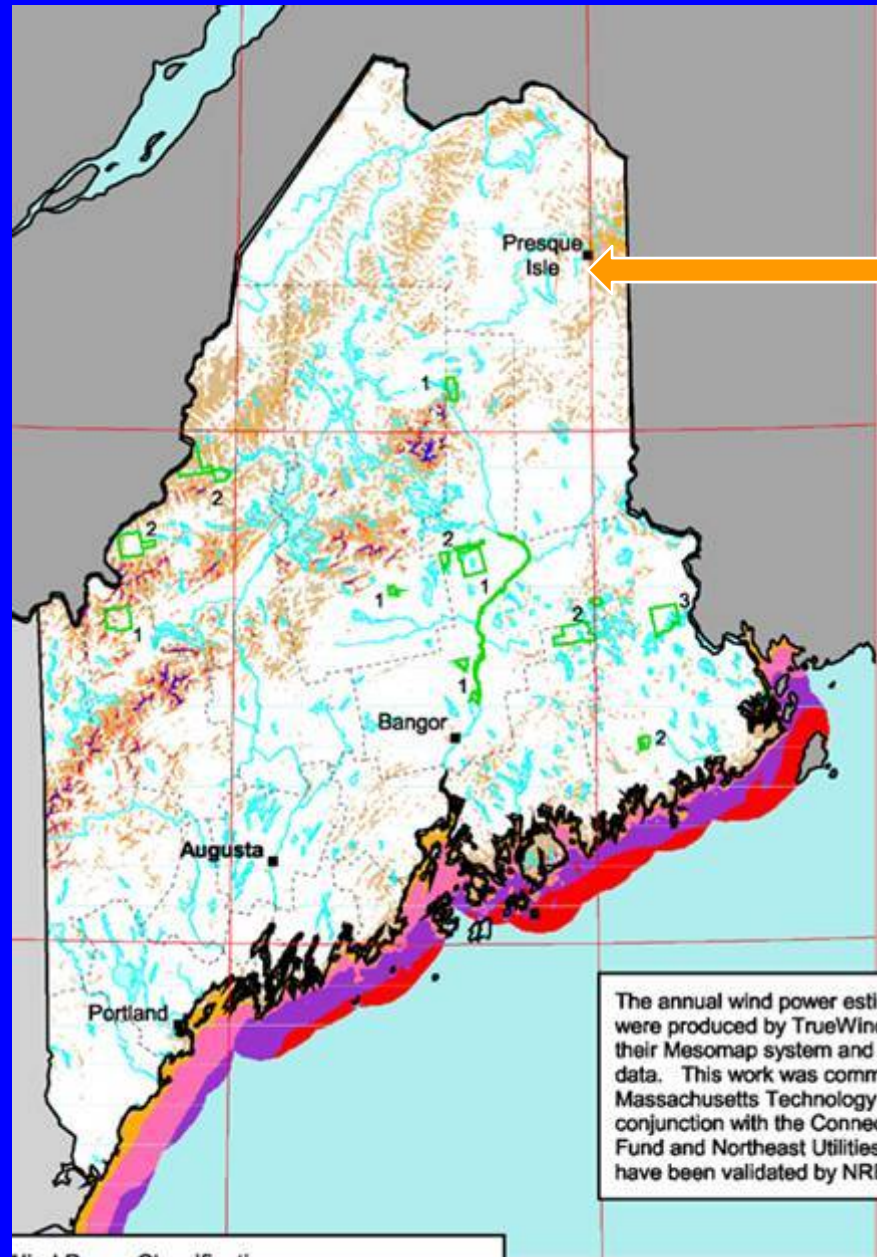 Presque
Isle
1
2
2
2
1
1
1
2
3
1
Bangor
2
Augusta
Portland
The annual wind power esti
were produced by TrueWind
their Mesomap system and
data. This work was comm
Massachusetts Technology
conjunction with the Connec
Fund and Northeast Utilities
have been validated by NRE